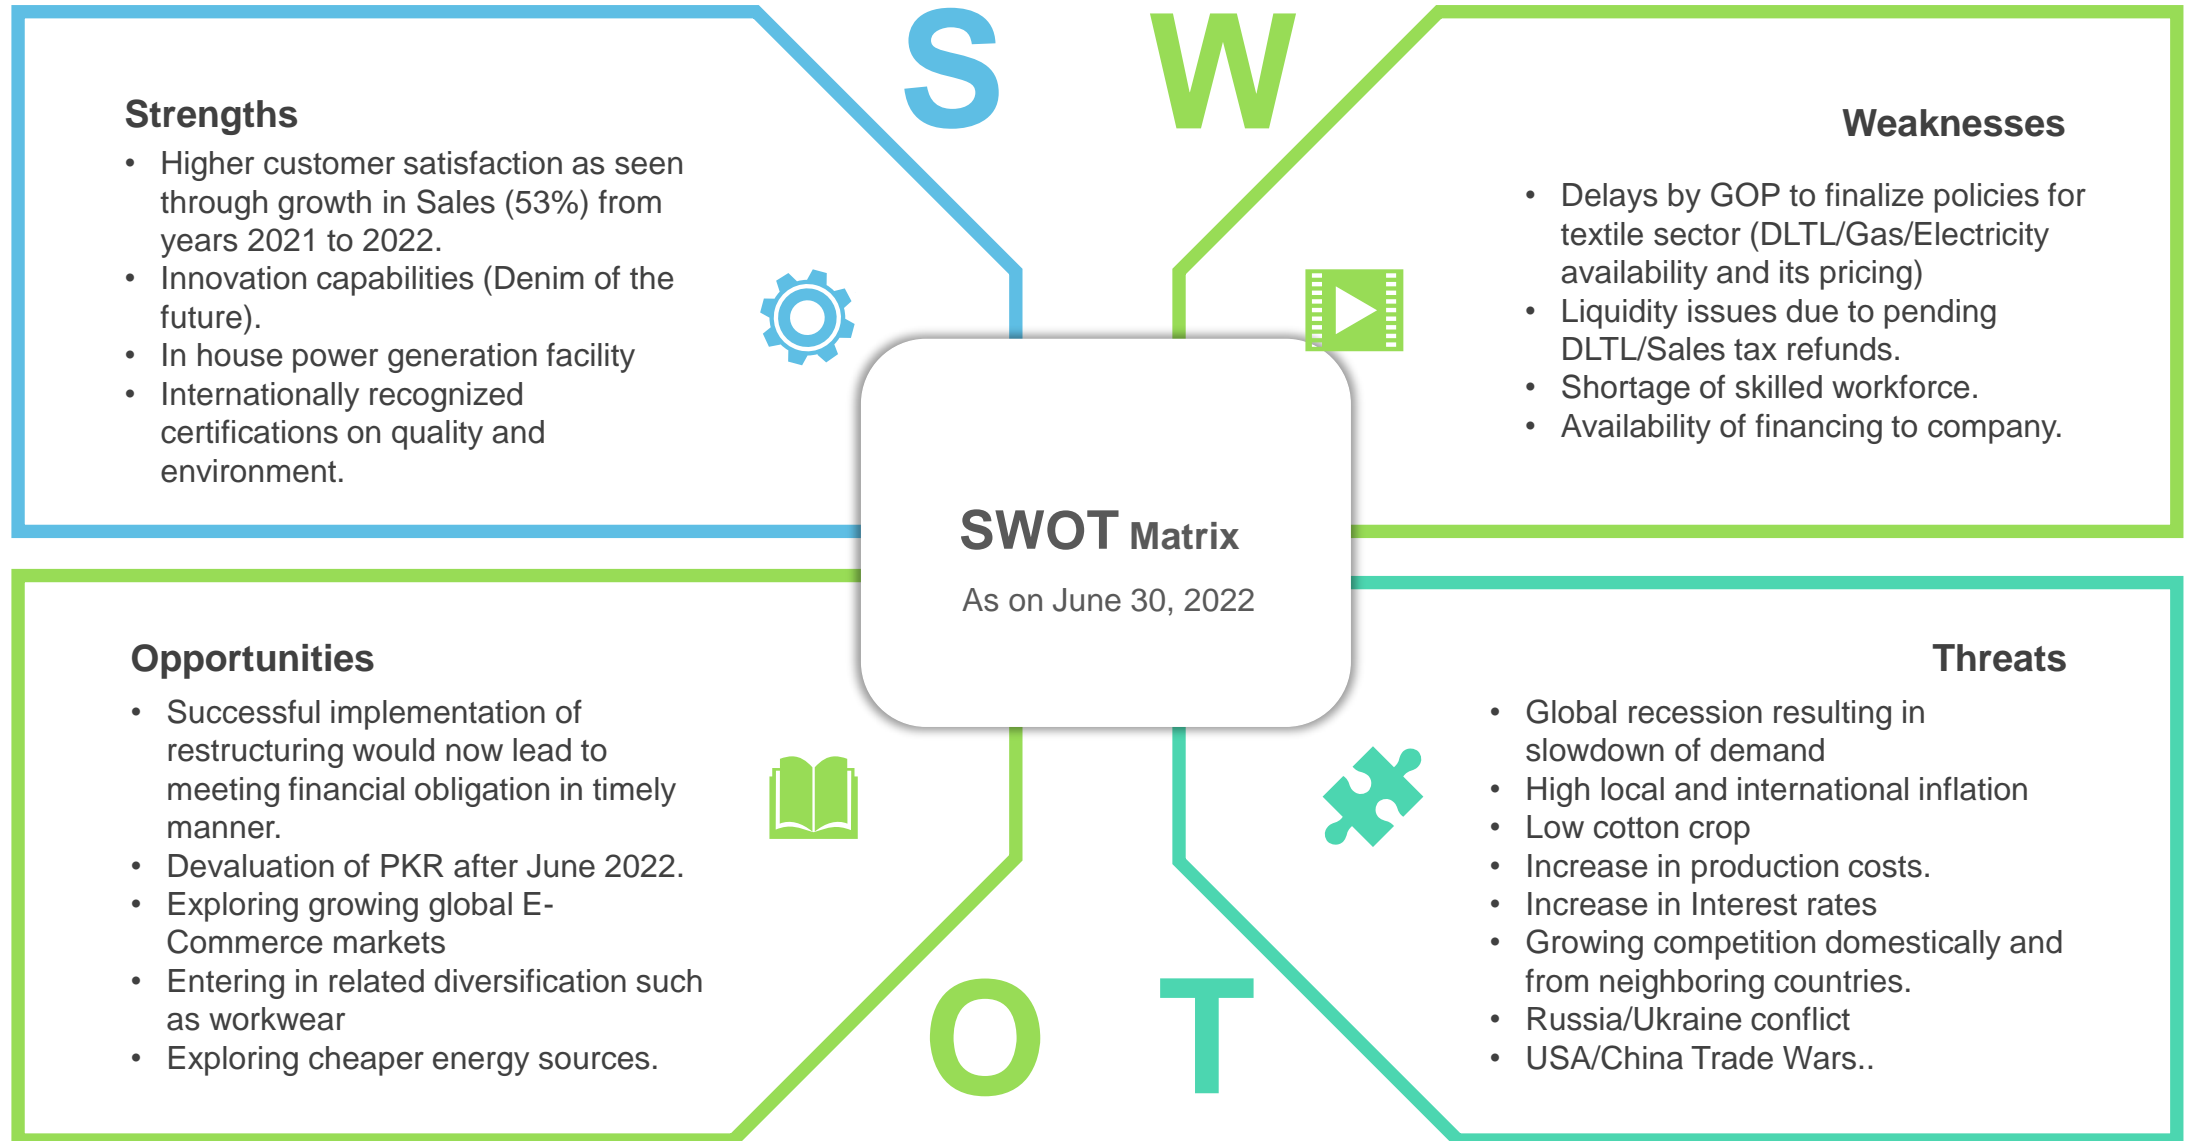 S W
Strengths
• Higher customer satisfaction as seen
through growth in Sales (53%) from
years 2021 to 2022.
• Innovation capabilities (Denim of the
future).
• In house power generation facility
• Internationally recognized
certifications on quality and
environment.
Weaknesses
• Delays by GOP to finalize policies for
textile sector (DLTL/Gas/Electricity
availability and its pricing)
• Liquidity issues due to pending
DLTL/Sales tax refunds.
• Shortage of skilled workforce.
• Availability of financing to company.
SWOT Matrix
As on June 30, 2022
Opportunities
• Successful implementation of
restructuring would now lead to
meeting financial obligation in timely
manner.
• Devaluation of PKR after June 2022.
• Exploring growing global E-
Commerce markets
• Entering in related diversification such
as workwear
• Exploring cheaper energy sources.
Threats
• Global recession resulting in
slowdown of demand
• High local and international inflation
• Low cotton crop
• Increase in production costs.
• Increase in Interest rates
• Growing competition domestically and
from neighboring countries.
• Russia/Ukraine conflict
• USA/China Trade Wars..
O T